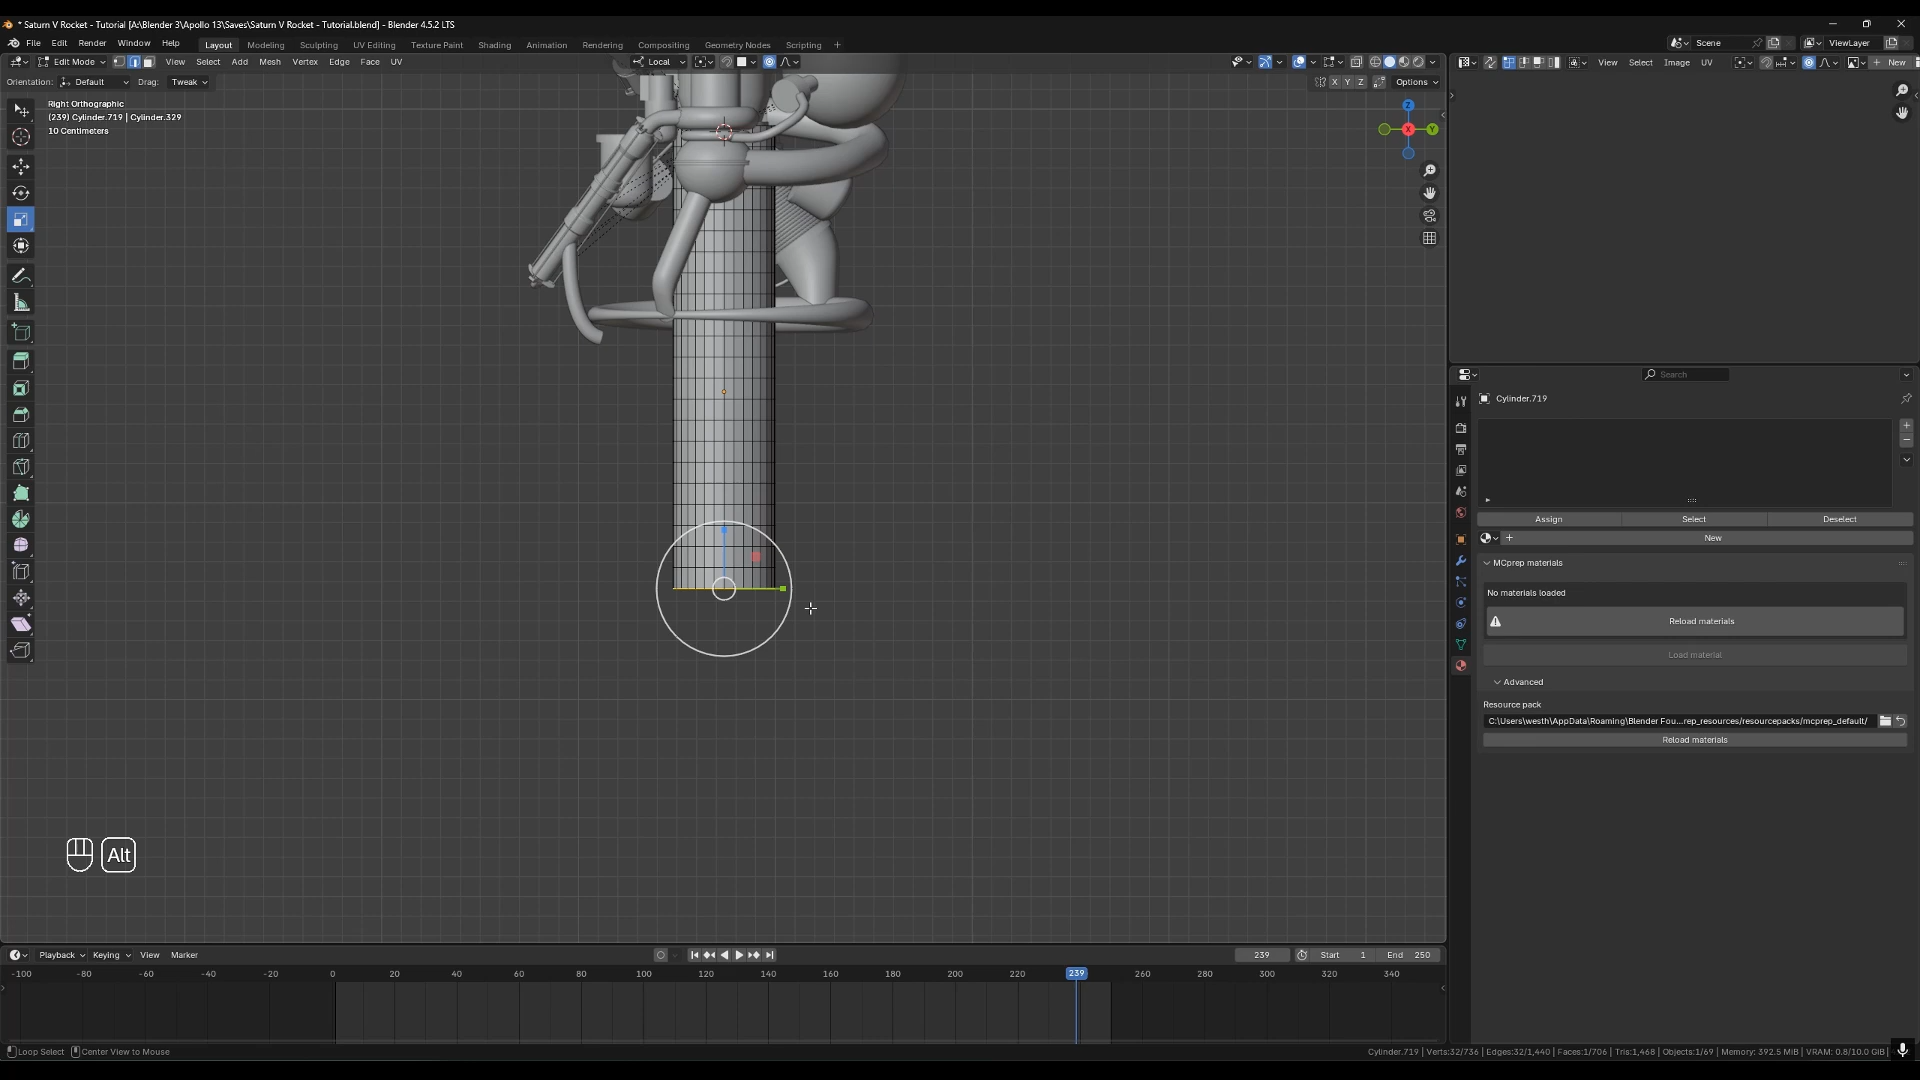 * Saturn V Rocket - Tutorial [A:\Blender 3\Apollo 13\Saves\Saturn V Rocket - Tutorial.blend] - Blender 4.5.2 LTS
File Edit Render Window Help Layout Modeling Sculpting UV Editing Texture Paint Shading Animation Rendering Compositing Geometry Nodes Scripting + Scene ViewLayer
Edit Mode View Select Add Mesh Vertex Edge Face UV Local View Select Image UV New
Orientation: Default Drag: Tweak X Y Z Options
Right Orthographic
(239) Cylinder.719 | Cylinder.329
10 Centimeters
Z
X
Y
Search
Cylinder.719
Assign Select Deselect
New
MCprep materials
No materials loaded
Reload materials
Load material
Advanced
Resource pack
C:\Users\westh\AppData\Roaming\Blender Fou...rep_resources/resourcepacks/mcprep_default/
Reload materials
Alt
Playback Keying View Marker 239 Start 1 End 250
-100 -80 -60 -40 -20 0 20 40 60 80 100 120 140 160 180 200 220 239 260 280 300 320 340
Loop Select Center View to Mouse Cylinder.719 | Verts:32/736 | Edges:32/1,440 | Faces:1/706 | Tris:1,468 | Objects:1/69 | Memory: 392.5 MiB | VRAM: 0.8/10.0 GiB |